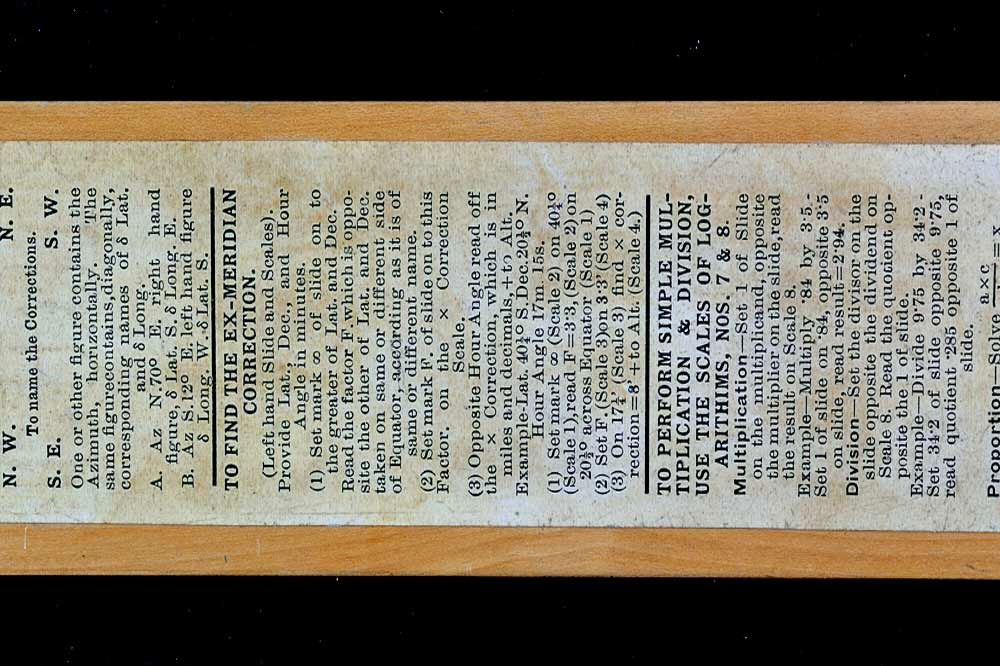 N. W.      N. E.
To name the Corrections.
S. E.      S. W.
One or other figure contains the
Azimuth, horizontally. The
same figure contains, diagonally,
corresponding names of δ Lat.
and δ Long.
A. Az N.70° E. right hand
figure, δ Lat. S. δ Long. E.
B. Az S.12° E. left hand figure
δ Long. W. δ Lat. S.
TO FIND THE EX-MERIDIAN
CORRECTION.
(Left hand Slide and Scales).
Provide Lat., Dec., and Hour
Angle in minutes.
(1) Set mark ∞ of slide on to
the greater of Lat. and Dec.
Read the factor F which is oppo-
site the other of Lat. and Dec.
taken on same or different side
of Equator, according as it is of
same or different name.
(2) Set mark F. of slide on to this
Factor on the × Correction
Scale.
(3) Opposite Hour Angle read off
the × Correction, which is in
miles and decimals, + to Alt.
Example-Lat. 40¼° S. Dec. 20½° N.
Hour Angle 17m. 15s.
(1) Set mark ∞ (Scale 2) on 40¼°
(Scale 1), read F=3·3, (Scale 2) on
20½° across Equator (Scale 1)
(2) Set F, (Scale 3) on 3·3' (Scale 4)
(3) On 17¼' (Scale 3) find × cor-
rection=8' + to Alt. (Scale 4.)
TO PERFORM SIMPLE MUL-
TIPLICATION & DIVISION,
USE THE SCALES OF LOG-
ARITHMS, NOS. 7 & 8.
Multiplication—Set 1 of Slide
on the multiplicand, opposite
the multiplier on the slide, read
the result on Scale 8.
Example—Multiply ·84 by 3·5.-
Set 1 of slide on ·84, opposite 3·5
on slide, read result=2·94.
Division—Set the divisor on the
slide opposite the dividend on
Scale 8. Read the quotient op-
posite the 1 of slide.
Example—Divide 9·75 by 34·2 -
Set 34·2 of slide opposite 9·75,
read quotient ·285 opposite 1 of
slide.
a×c